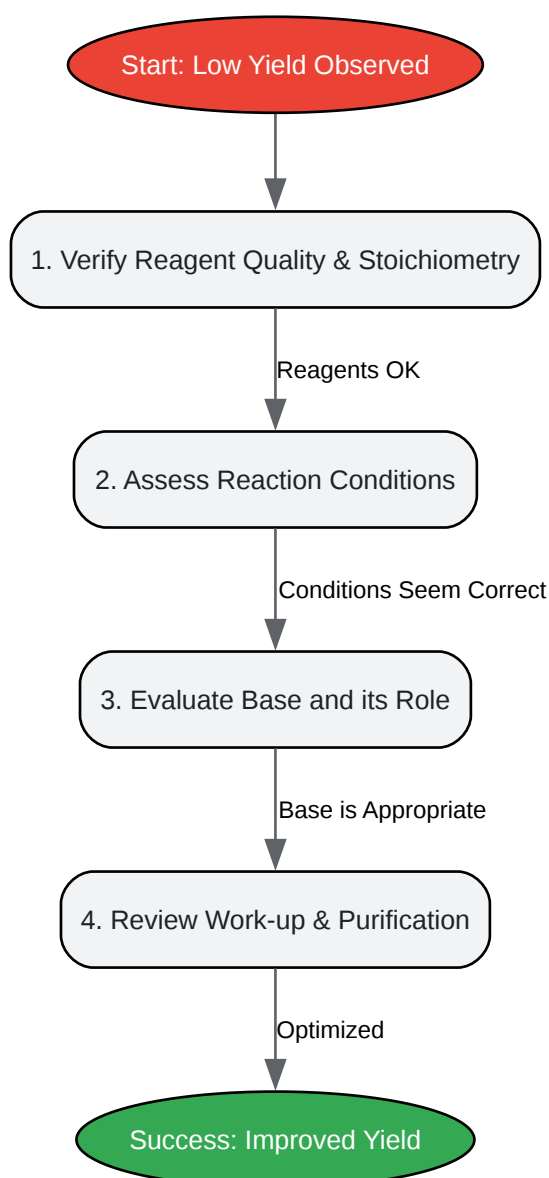 Start: Low Yield Observed
1. Verify Reagent Quality & Stoichiometry
Reagents OK
2. Assess Reaction Conditions
Conditions Seem Correct
3. Evaluate Base and its Role
Base is Appropriate
4. Review Work-up & Purification
Optimized
Success: Improved Yield